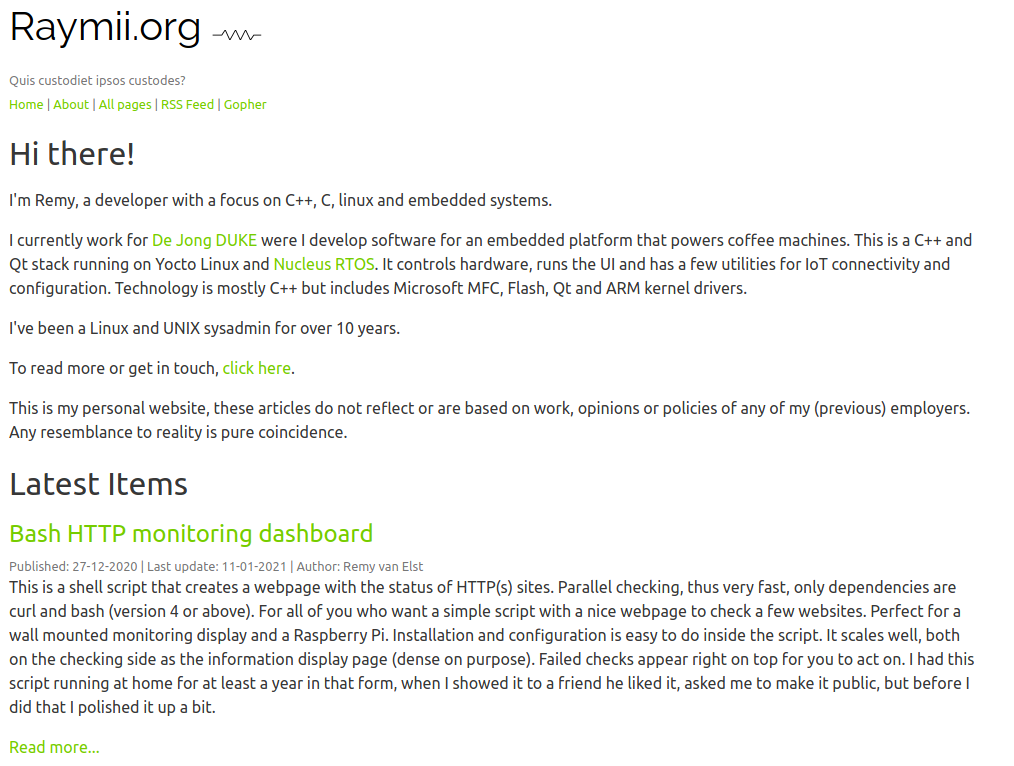 Raymii.org
Quis custodiet ipsos custodes?
Home | About | All pages | RSS Feed | Gopher
Hi there!
I'm Remy, a developer with a focus on C++, C, linux and embedded systems.
I currently work for De Jong DUKE were I develop software for an embedded platform that powers coffee machines. This is a C++ and
Qt stack running on Yocto Linux and Nucleus RTOS. It controls hardware, runs the UI and has a few utilities for IoT connectivity and
configuration. Technology is mostly C++ but includes Microsoft MFC, Flash, Qt and ARM kernel drivers.
I've been a Linux and UNIX sysadmin for over 10 years.
To read more or get in touch, click here.
This is my personal website, these articles do not reflect or are based on work, opinions or policies of any of my (previous) employers.
Any resemblance to reality is pure coincidence.
Latest Items
Bash HTTP monitoring dashboard
Published: 27-12-2020 | Last update: 11-01-2021 | Author: Remy van Elst
This is a shell script that creates a webpage with the status of HTTP(s) sites. Parallel checking, thus very fast, only dependencies are
curl and bash (version 4 or above). For all of you who want a simple script with a nice webpage to check a few websites. Perfect for a
wall mounted monitoring display and a Raspberry Pi. Installation and configuration is easy to do inside the script. It scales well, both
on the checking side as the information display page (dense on purpose). Failed checks appear right on top for you to act on. I had this
script running at home for at least a year in that form, when I showed it to a friend he liked it, asked me to make it public, but before I
did that I polished it up a bit.
Read more...